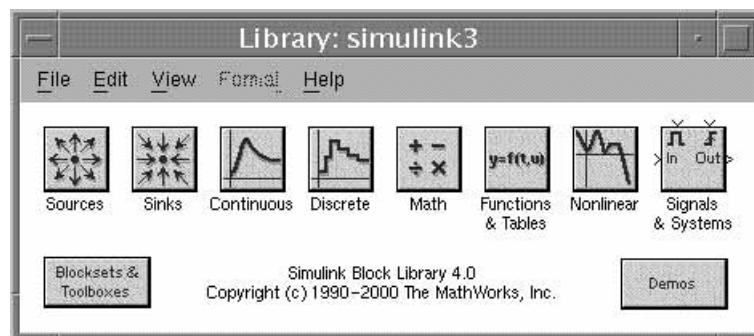 Library: simulink3
File Edit View Format Help
+ −
÷ ×
y=f(t,u)
In Out
Sources Sinks Continuous Discrete Math Functions & Tables Nonlinear Signals & Systems
Blocksets & Toolboxes
Simulink Block Library 4.0
Copyright (c) 1990-2000 The MathWorks, Inc.
Demos